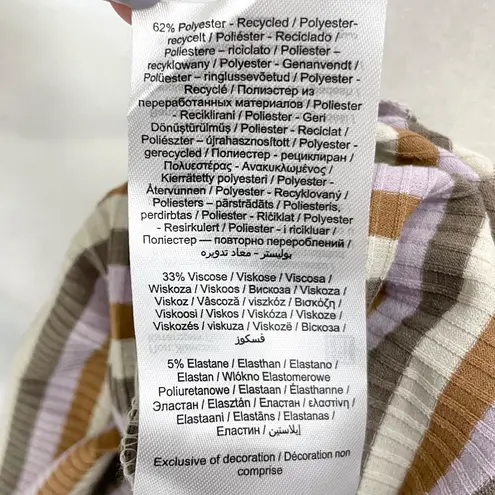 62% Polyester - Recycled / Polyester-
recycelt / Poliéster - Reciclado /
Poliestere - riciclato / Poliester –
recyklowany / Polyester - Genanvendt /
Polüester – ringlussevõetud / Polyester -
Recyclé / Полиэстер из
переработанных материалов / Poliester
- Reciklirani / Poliester - Geri
Dönüştürülmüş / Poliester - Reciclat /
Poliészter – újrahasznosított / Polyester -
gerecycled / Полиестер - рециклиран /
Πολυεστέρας - Ανακυκλωμένος /
Kierrätetty polyesteri / Polyester -
Återvunnen / Polyester - Recyklovaný /
Poliesters – pārstrādāts / Poliesteris,
perdirbtas / Poliester - Ričiklat / Polyester
- Resirkulert / Poliester - i ricikluar /
Поліестер — повторно перероблений /
بوليستر - معاد تدويره
33% Viscose / Viskose / Viscosa /
Wiskoza / Viskoos / Вискоза / Viskoza /
Viskoz / Vâscoză / viszkóz / Βισκόζη /
Viskoosi / Viskos / Viskóza / Viskoze /
Viskozės / viskuza / Viskozë / Віскоза /
فسكوز
5% Elastane / Elasthan / Elastano /
Elastan / Włókno Elastomerowe
Poliuretanowe / Elastaan / Élasthanne /
Эластан / Elasztán / Еластан / ελαστίνη /
Elastaani / Elastāns / Elastanas /
Еластин / إيلاستين
Exclusive of decoration / Décoration non
comprise